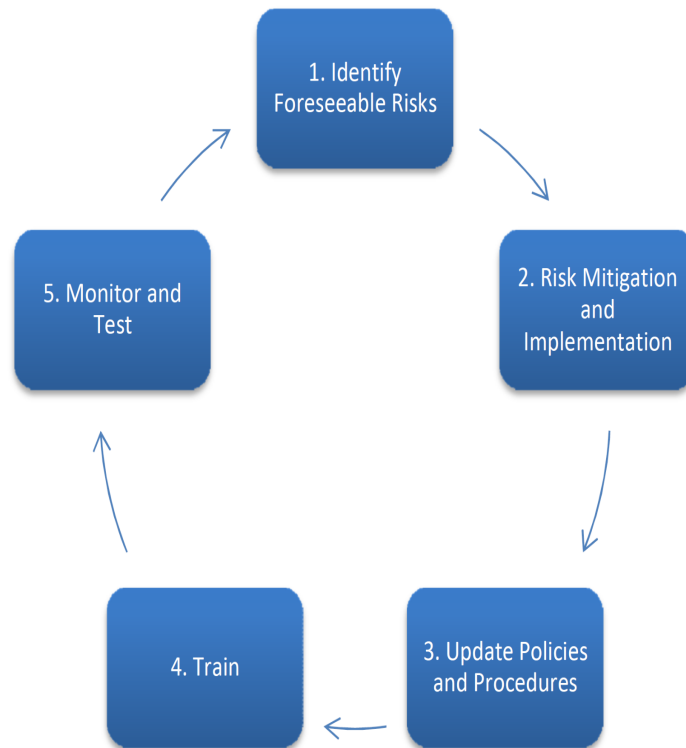 1. Identify
Foreseeable Risks
2. Risk Mitigation
and
Implementation
3. Update Policies
and Procedures
4. Train
5. Monitor and
Test